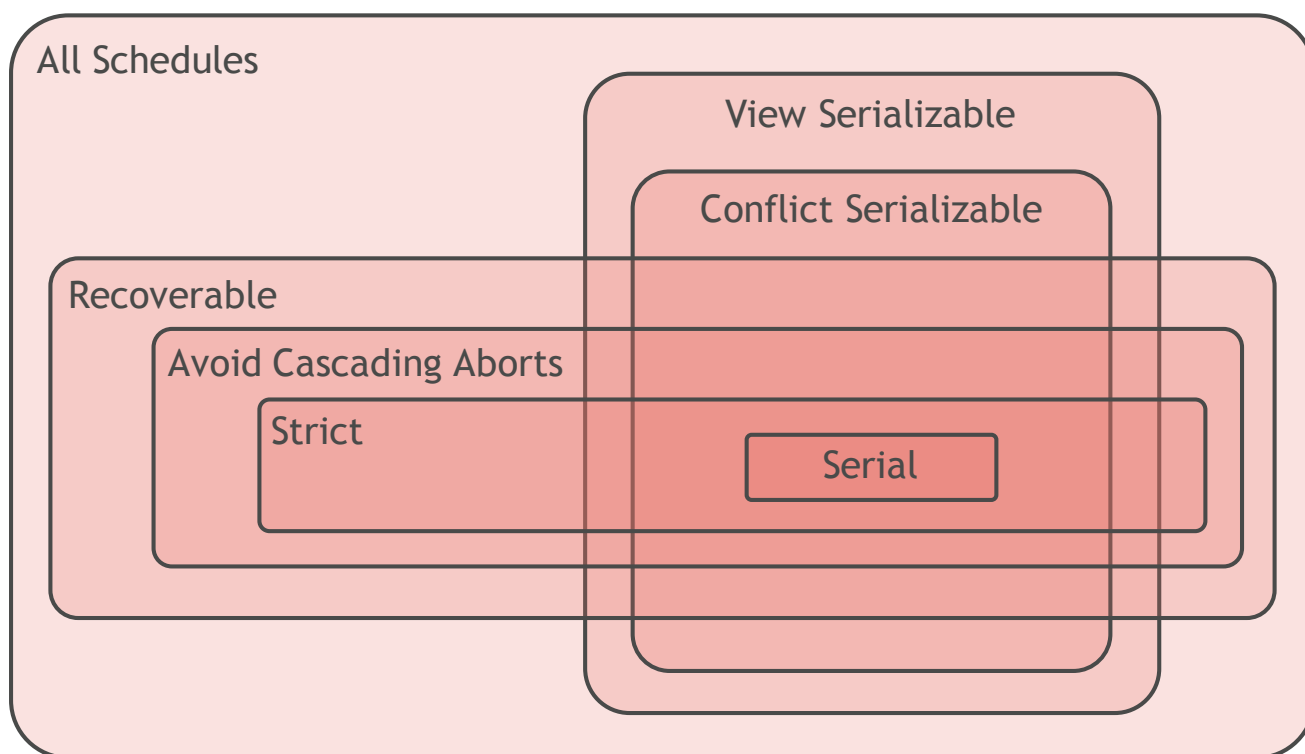 All Schedules
View Serializable
Conflict Serializable
Recoverable
Avoid Cascading Aborts
Strict
Serial